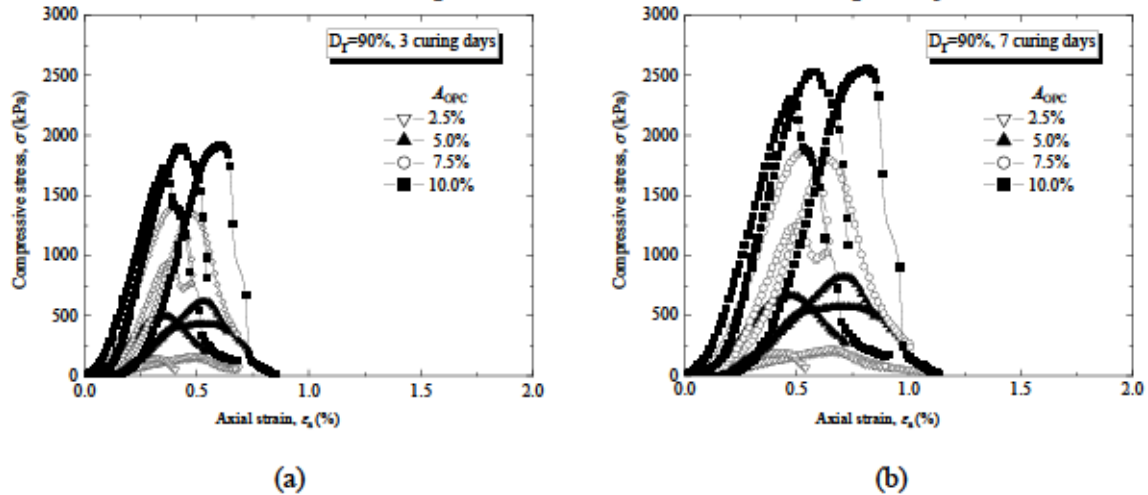 3000
2500
2000
1500
1000
500
0
Compressive stress, σ (kPa)
D_r=90%, 3 curing days
A_OPC
2.5%
5.0%
7.5%
10.0%
0.0 0.5 1.0 1.5 2.0
Axial strain, ε_a (%)
(a)
3000
2500
2000
1500
1000
500
0
Compressive stress, σ (kPa)
D_r=90%, 7 curing days
A_OPC
2.5%
5.0%
7.5%
10.0%
0.0 0.5 1.0 1.5 2.0
Axial strain, ε_a (%)
(b)